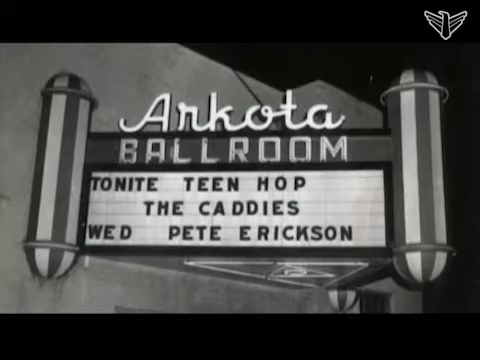 Arkota
BALLROOM
TONITE TEEN HOP
THE CADDIES
WED PETE ERICKSON